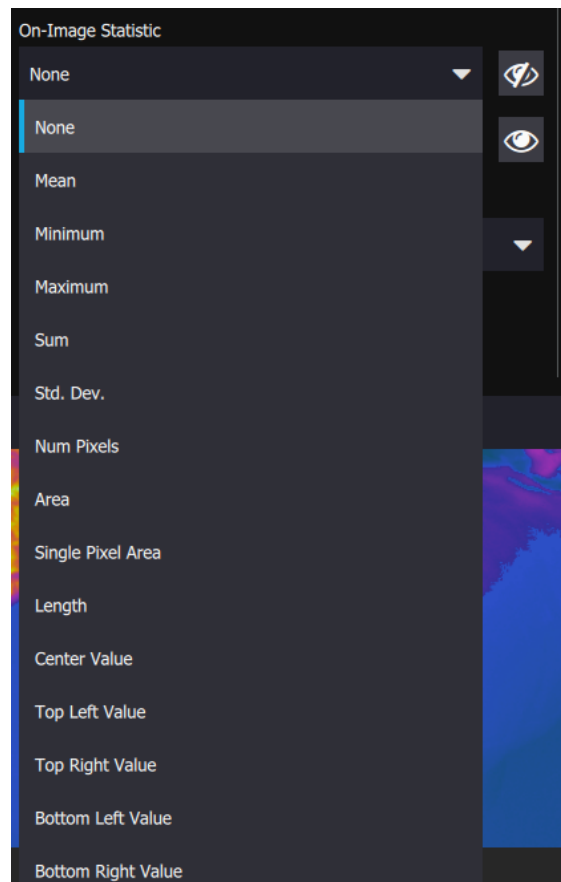 On-Image Statistic
None
None
Mean
Minimum
Maximum
Sum
Std. Dev.
Num Pixels
Area
Single Pixel Area
Length
Center Value
Top Left Value
Top Right Value
Bottom Left Value
Bottom Right Value